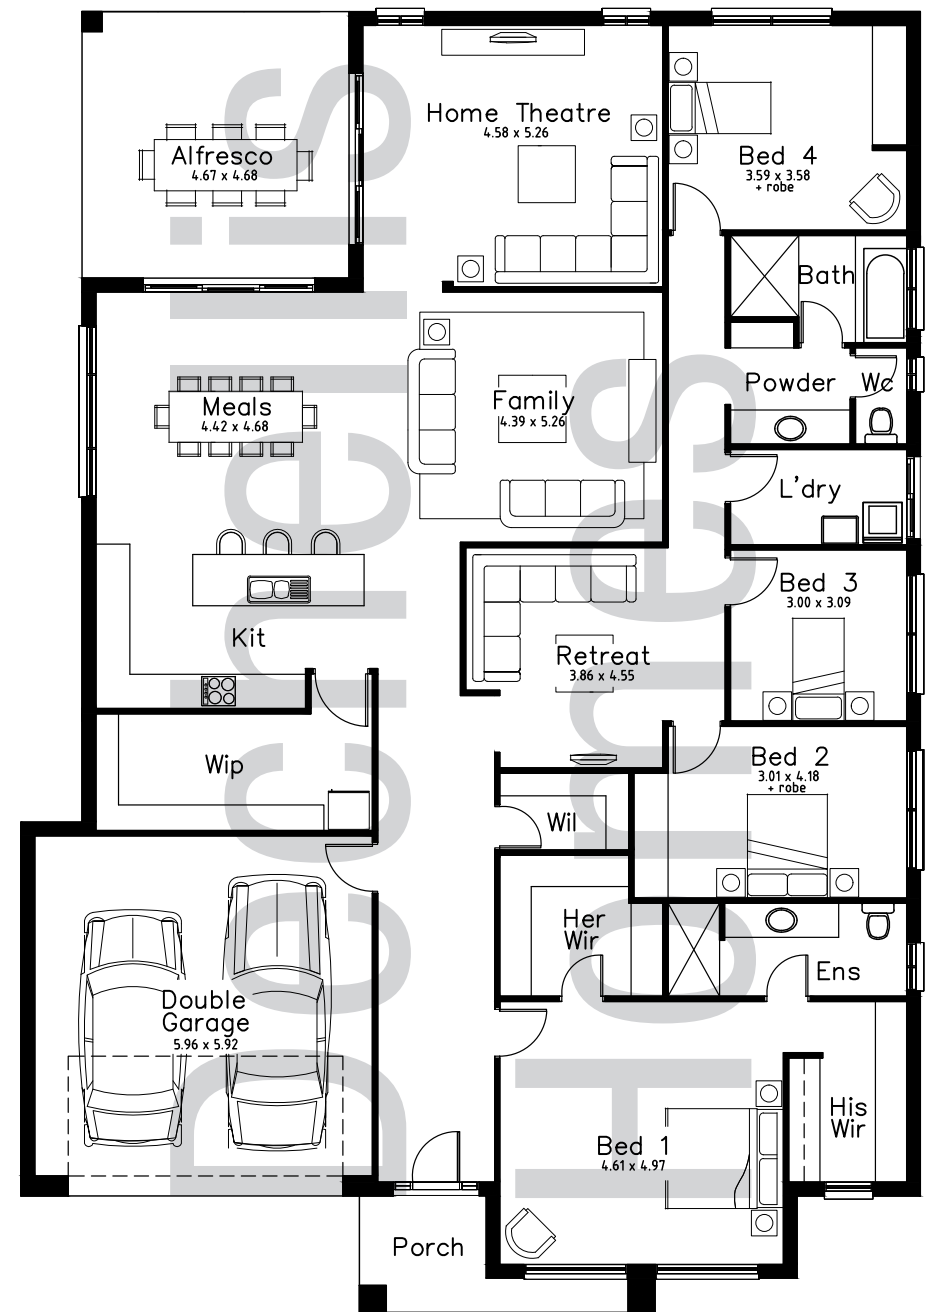 Home Theatre
4.58 x 5.26
Alfresco
4.67 x 4.68
Bed 4
3.59 x 3.58
+ robe
Bath
Powder
Wc
Meals
4.42 x 4.68
Family
4.39 x 5.26
L'dry
Bed 3
3.00 x 3.09
Kit
Retreat
3.86 x 4.55
Wip
Bed 2
3.01 x 4.18
+ robe
Wil
Her
Wir
Ens
Double
Garage
5.96 x 5.92
His
Wir
Bed 1
4.61 x 4.97
Porch
Homes